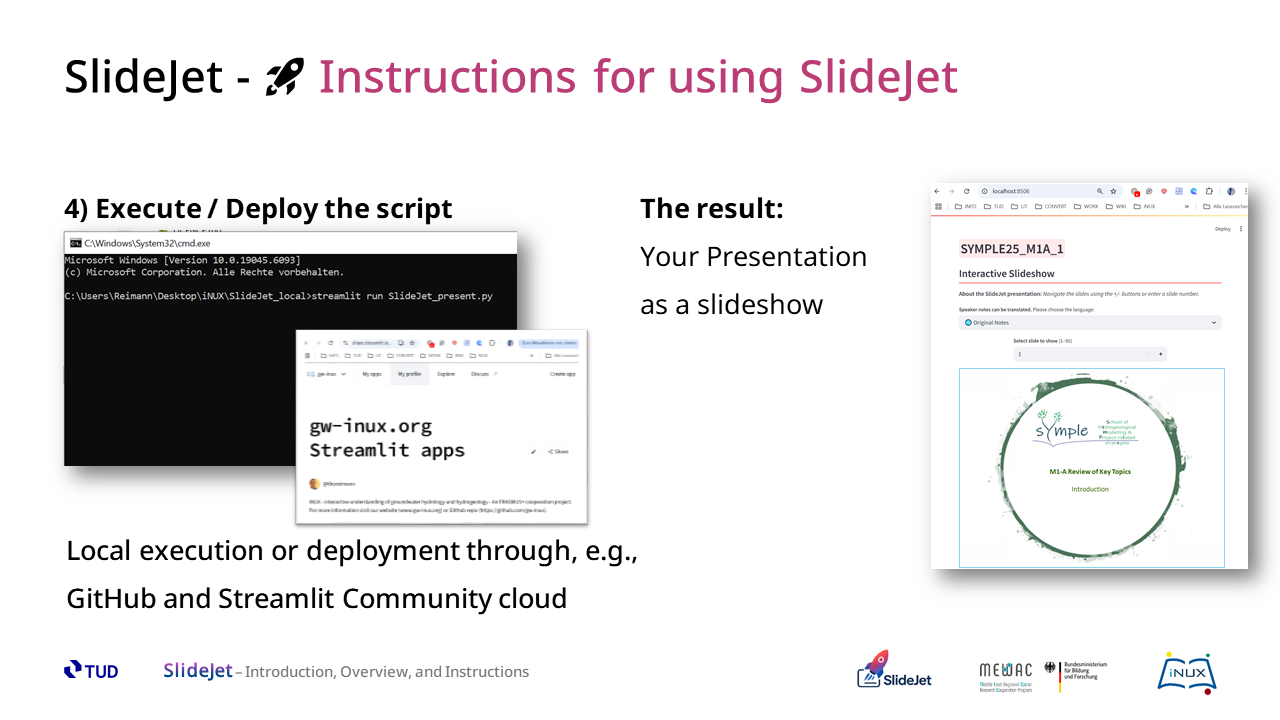 SlideJet - 🚀 Instructions for using SlideJet
4) Execute / Deploy the script
C:\Windows\System32\cmd.exe
Microsoft Windows [Version 10.0.19045.6093]
(c) Microsoft Corporation. Alle Rechte vorbehalten.
C:\Users\Reimann\Desktop\iNUX\SlideJet_local>streamlit run SlideJet_present.py
gw-inux
My apps
My profile
Explore
Discuss
Create app
gw-inux.org
Streamlit apps
Share
@thureimann
iNUX - Interactive understanding of groundwater hydrology and hydrogeology - An ERASMUS+ cooperation project.
For more information visit our website (www.gw-inux.org) or GitHub repo (https://github.com/gw-inux).
Local execution or deployment through, e.g.,
GitHub and Streamlit Community cloud
The result:
Your Presentation
as a slideshow
localhost:8506
INFO
TUD
LIT
CONVERT
WORK
WIKI
iNUX
»
Alle Lesezeichen
Deploy
SYMPLE25_M1A_1
Interactive Slideshow
About the SlideJet presentation: Navigate the slides using the +/- buttons or enter a slide number.
Speaker notes can be translated. Please choose the language:
Original Notes
Select slide to show (1–95)
1
- +
symple
School of
Hydrogeological
Modelling &
Project-related
strategies
M1-A Review of Key Topics
Introduction
TUD
SlideJet – Introduction, Overview, and Instructions
SlideJet
MEWAC
Middle East Regional Water
Research Cooperation Program
Bundesministerium
für Bildung
und Forschung
iNUX